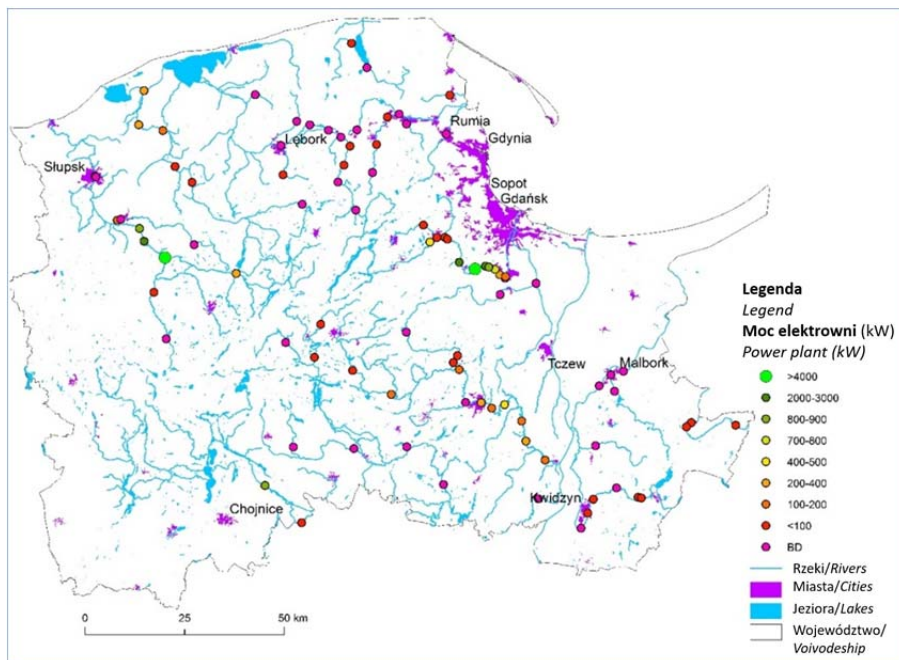 Rumia
Lębork
Gdynia
Słupsk
Sopot
Gdańsk
Tczew
Malbork
Kwidzyn
Chojnice
0
25
50 km
Legenda
Legend
Moc elektrowni (kW)
Power plant (kW)
>4000
2000-3000
800-900
700-800
400-500
200-400
100-200
<100
BD
Rzeki/Rivers
Miasta/Cities
Jeziora/Lakes
Województwo/
Voivodeship